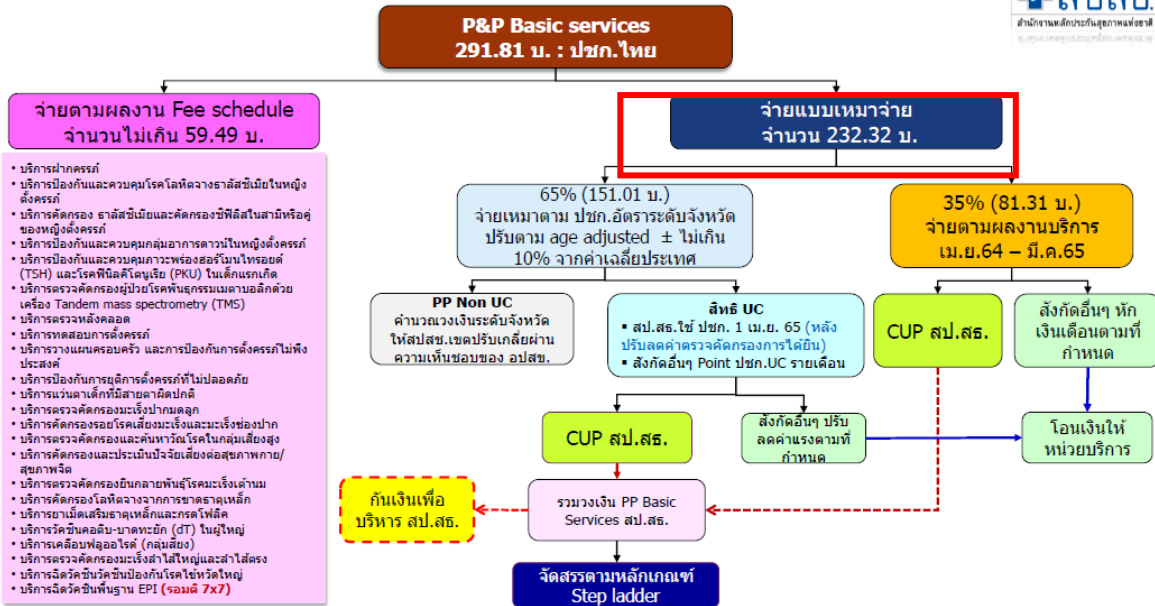 สปสช.
สำนักงานหลักประกันสุขภาพแห่งชาติ
P&P Basic services
291.81 บ. : ปชก.ไทย
จ่ายตามผลงาน Fee schedule
จำนวนไม่เกิน 59.49 บ.
จ่ายแบบเหมาจ่าย
จำนวน 232.32 บ.
• บริการฝากครรภ์
• บริการป้องกันและควบคุมโรคโลหิตจางธาลัสซีเมียในหญิง
ตั้งครรภ์
• บริการคัดกรอง ธาลัสซีเมียและคัดกรองซิฟิลิสในสามีหรือคู่
ของหญิงตั้งครรภ์
• บริการป้องกันและควบคุมกลุ่มอาการดาวน์ในหญิงตั้งครรภ์
• บริการป้องกันและควบคุมภาวะพร่องฮอร์โมนไทรอยด์
(TSH) และโรคฟีนิลคีโตนูเรีย (PKU) ในเด็กแรกเกิด
• บริการตรวจคัดกรองผู้ป่วยโรคพันธุกรรมเมตาบอลิกด้วย
เครื่อง Tandem mass spectrometry (TMS)
• บริการตรวจหลังคลอด
• บริการทดสอบการตั้งครรภ์
• บริการวางแผนครอบครัว และการป้องกันการตั้งครรภ์ไม่พึง
ประสงค์
• บริการป้องกันการยุติการตั้งครรภ์ที่ไม่ปลอดภัย
• บริการแว่นตาเด็กที่มีสายตาผิดปกติ
• บริการตรวจคัดกรองมะเร็งปากมดลูก
• บริการคัดกรองรอยโรคเสี่ยงมะเร็งและมะเร็งช่องปาก
• บริการตรวจคัดกรองและค้นหาวัณโรคในกลุ่มเสี่ยงสูง
• บริการคัดกรองและประเมินปัจจัยเสี่ยงต่อสุขภาพกาย/
สุขภาพจิต
• บริการตรวจคัดกรองยีนกลายพันธุ์โรคมะเร็งเต้านม
• บริการคัดกรองโลหิตจางจากการขาดธาตุเหล็ก
• บริการยาเม็ดเสริมธาตุเหล็กและกรดโฟลิค
• บริการวัคซีนคอตีบ-บาดทะยัก (dT) ในผู้ใหญ่
• บริการเคลือบฟลูออไรด์ (กลุ่มเสี่ยง)
• บริการตรวจคัดกรองมะเร็งลำไส้ใหญ่และลำไส้ตรง
• บริการฉีดวัคซีนวัคซีนป้องกันโรคไข้หวัดใหญ่
• บริการฉีดวัคซีนพื้นฐาน EPI (รอมติ 7x7)
65% (151.01 บ.)
จ่ายเหมาตาม ปชก.อัตราระดับจังหวัด
ปรับตาม age adjusted ± ไม่เกิน
10% จากค่าเฉลี่ยประเทศ
35% (81.31 บ.)
จ่ายตามผลงานบริการ
เม.ย.64 – มี.ค.65
PP Non UC
คำนวณวงเงินระดับจังหวัด
ให้สปสช.เขตปรับเกลี่ยผ่าน
ความเห็นชอบของ อปสข.
สิทธิ UC
▪ สป.สธ.ใช้ ปชก. 1 เม.ย. 65 (หลัง
ปรับลดค่าตรวจคัดกรองการได้ยิน)
▪ สังกัดอื่นๆ Point ปชก.UC รายเดือน
CUP สป.สธ.
สังกัดอื่นๆ หัก
เงินเดือนตามที่
กำหนด
CUP สป.สธ.
สังกัดอื่นๆ ปรับ
ลดค่าแรงตามที่
กำหนด
โอนเงินให้
หน่วยบริการ
กันเงินเพื่อ
บริหาร สป.สธ.
รวมวงเงิน PP Basic
Services สป.สธ.
จัดสรรตามหลักเกณฑ์
Step ladder